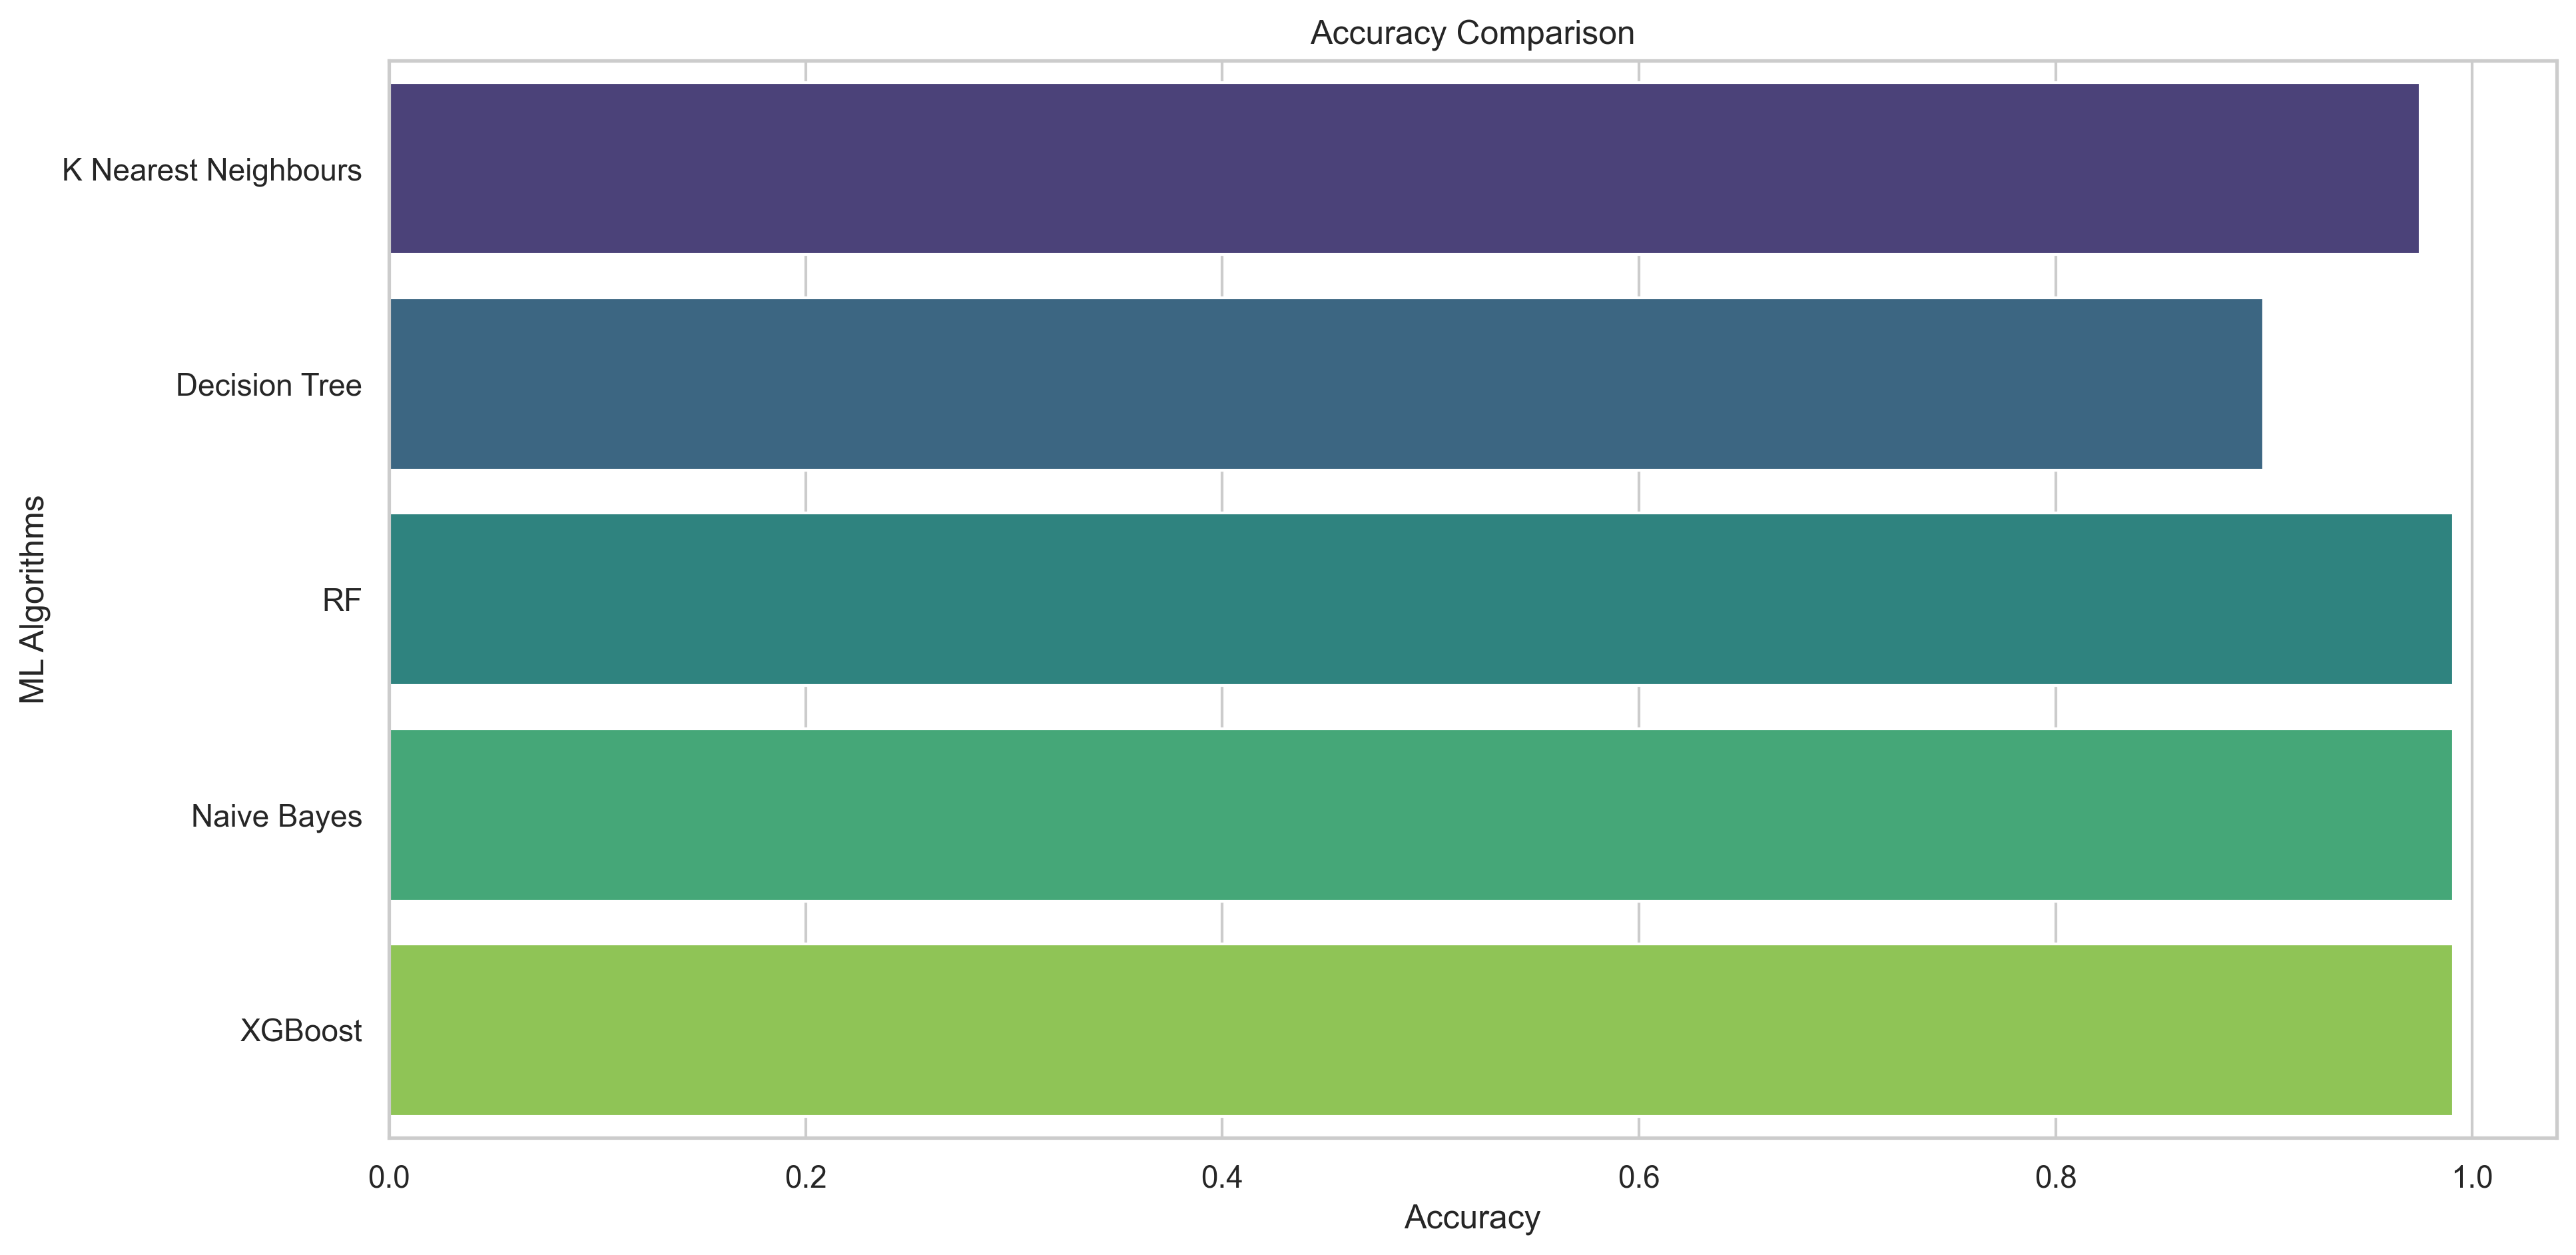 Accuracy Comparison
K Nearest Neighbours
Decision Tree
RF
Naive Bayes
XGBoost
ML Algorithms
0.0 0.2 0.4 0.6 0.8 1.0
Accuracy